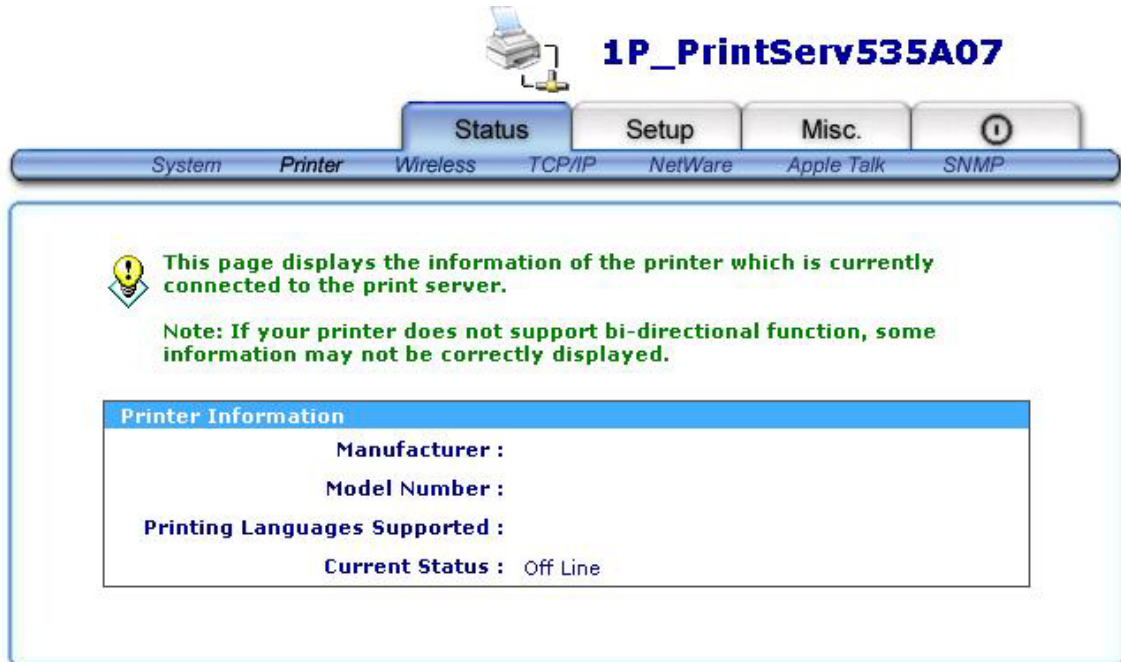 1P_PrintServ535A07
Status Setup Misc.
System Printer Wireless TCP/IP NetWare Apple Talk SNMP
This page displays the information of the printer which is currently
connected to the print server.
Note: If your printer does not support bi-directional function, some
information may not be correctly displayed.
Printer Information
Manufacturer :
Model Number :
Printing Languages Supported :
Current Status : Off Line